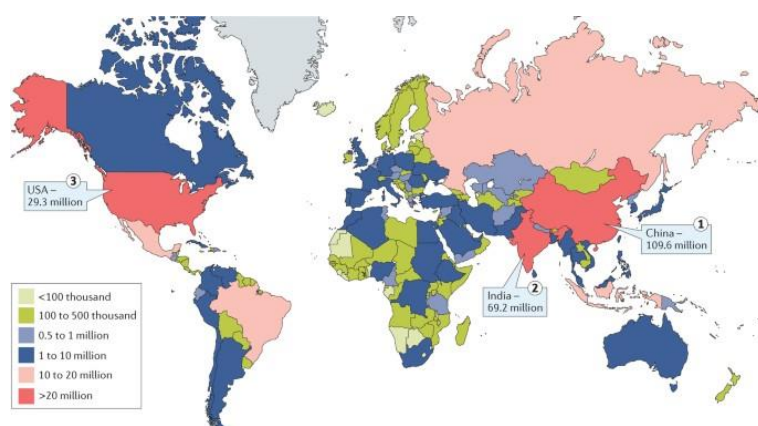 3
USA –
29.3 million
1
China –
109.6 million
2
India –
69.2 million
<100 thousand
100 to 500 thousand
0.5 to 1 million
1 to 10 million
10 to 20 million
>20 million